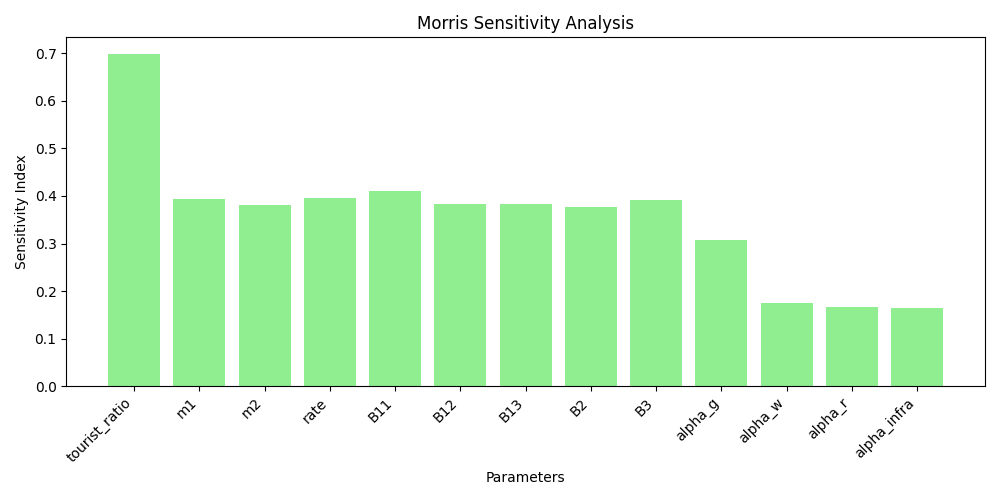 Morris Sensitivity Analysis
Sensitivity Index
0.7
0.6
0.5
0.4
0.3
0.2
0.1
0.0
tourist_ratio
m1
m2
rate
B11
B12
B13
B2
B3
alpha_g
alpha_w
alpha_r
alpha_infra
Parameters